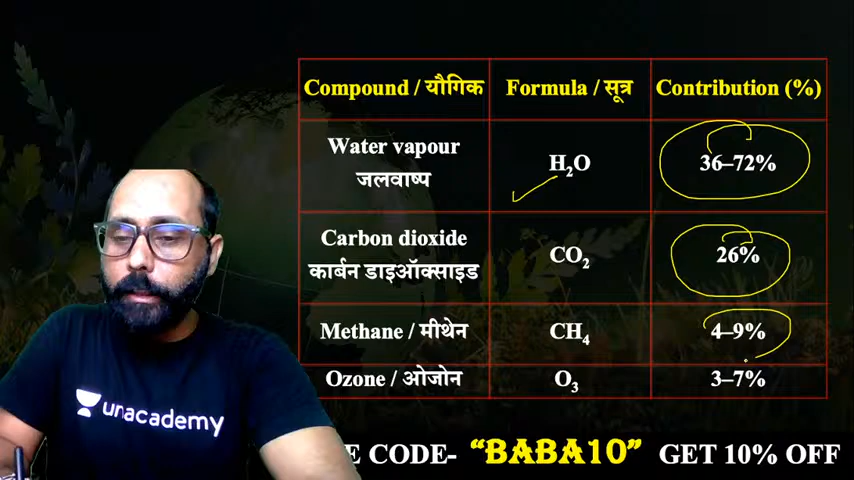 Compound / यौगिक Formula / सूत्र Contribution (%)
Water vapour
जलवाष्प
H₂O
36–72%
Carbon dioxide
कार्बन डाइऑक्साइड
CO₂
26%
Methane / मीथेन CH₄ 4–9%
Ozone / ओजोन O₃ 3–7%
unacademy
CODE- “BABA10” GET 10% OFF